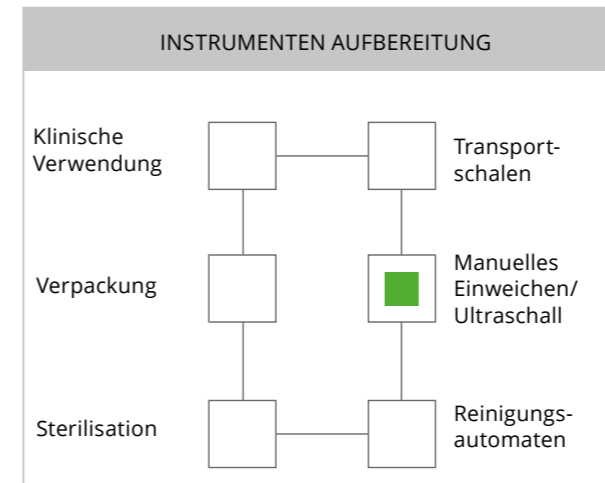 INSTRUMENTEN AUFBEREITUNG
Klinische
Verwendung
Transport-
schalen
Verpackung
Manuelles
Einweichen/
Ultraschall
Sterilisation
Reinigungs-
automaten